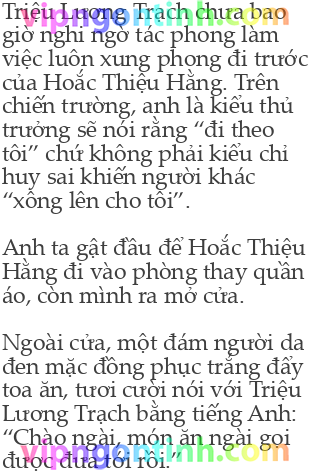 Triệu Lương Trạch chưa bao
giờ nghi ngờ tác phong làm
việc luôn xung phong đi trước
của Hoắc Thiệu Hằng. Trên
chiến trường, anh là kiểu thủ
trưởng sẽ nói rằng “đi theo
tôi” chứ không phải kiểu chỉ
huy sai khiến người khác
“xông lên cho tôi”.
Anh ta gật đầu để Hoắc Thiệu
Hằng đi vào phòng thay quần
áo, còn mình ra mở cửa.
Ngoài cửa, một đám người da
đen mặc đồng phục trắng đẩy
toa ăn, tươi cười nói với Triệu
Lương Trạch bằng tiếng Anh:
“Chào ngài, món ăn ngài gọi
được đưa tới rồi.”
vipngontinh.com
vipngontinh.com